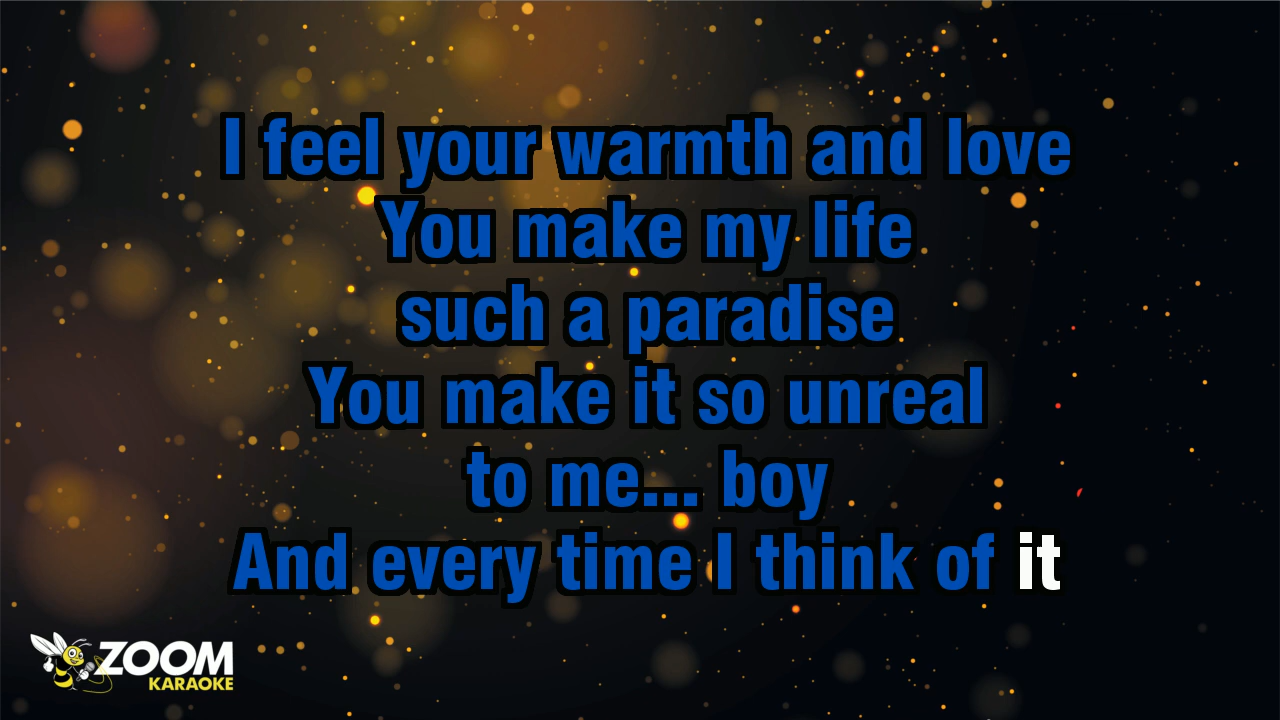 I feel your warmth and love
You make my life
such a paradise
You make it so unreal
to me... boy
And every time I think of it
ZOOM
KARAOKE